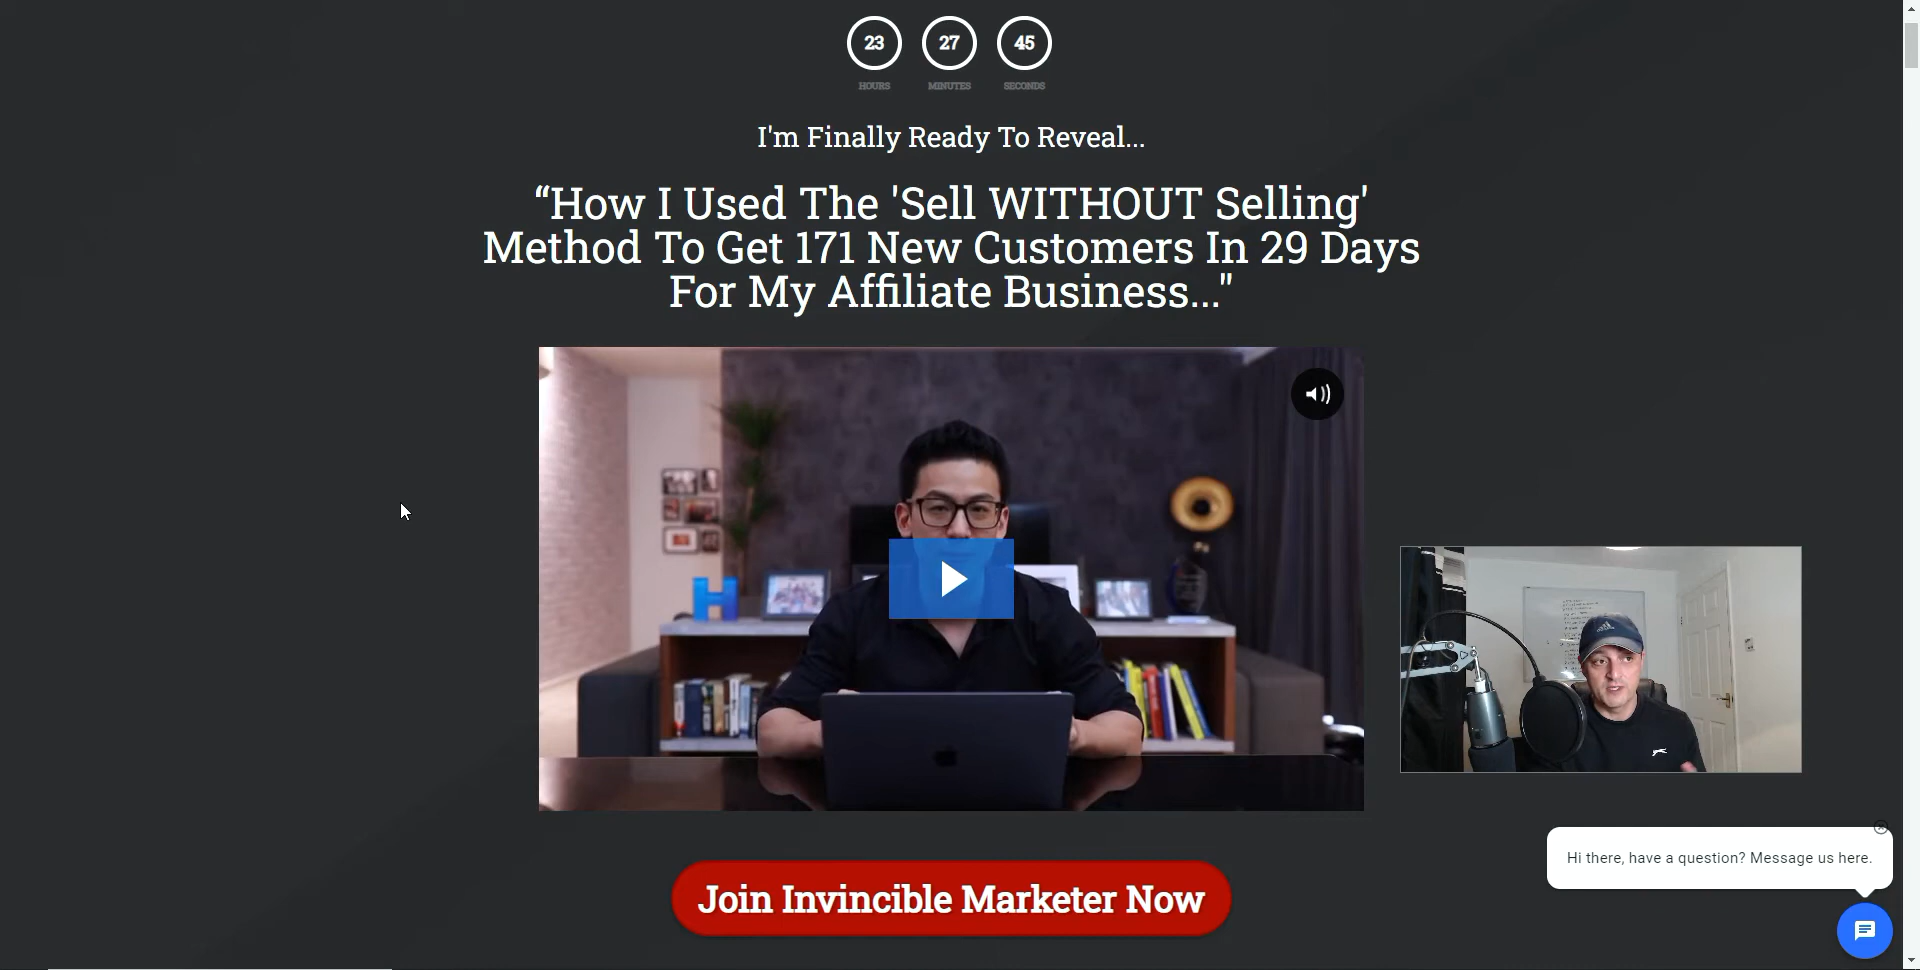 23 27 45
HOURS MINUTES SECONDS
I'm Finally Ready To Reveal...
“How I Used The 'Sell WITHOUT Selling'
Method To Get 171 New Customers In 29 Days
For My Affiliate Business..."
H
Join Invincible Marketer Now
Hi there, have a question? Message us here.